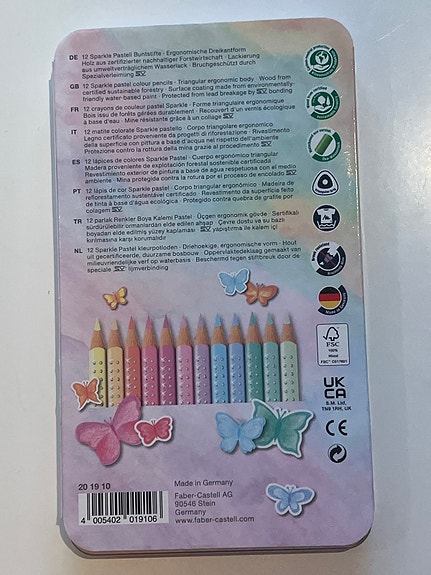 DE 12 Sparkle Pastell Buntstifte · Ergonomische Dreikantform
Holz aus zertifizierter nachhaltiger Forstwirtschaft · Lackierung
aus umweltverträglichem Wasserlack · Bruchgeschützt durch
Spezialverleimung SV
GB 12 Sparkle pastel colour pencils · Triangular ergonomic body · Wood from
certified sustainable forestry · Surface coating made from environmentally-
friendly water-based paint · Protected from lead breakage by SV bonding
FR 12 crayons de couleur pastel Sparkle · Forme triangulaire ergonomique
Bois issu de forêts gérées durablement · Recouvert d'un vernis écologique
à base d'eau · Mine résistante grâce à un collage SV
IT 12 matite colorate Sparkle pastello · Corpo triangolare ergonomico
Legno certificato proveniente da progetti di riforestazione · Rivestimento
della superficie con pittura a base d'acqua nel rispetto dell'ambiente
Protezione contro la rottura della mina grazie al procedimento SV
ES 12 lápices de colores Sparkle Pastel · Cuerpo ergonómico triangular
Madera proveniente de explotación forestal sostenible certificada
Revestimiento exterior de pintura a base de agua respetuosa con el medio
ambiente · Mina protegida contra la rotura por el proceso de encolado SV
PT 12 lápis de cor Sparkle pastel · Corpo triangular ergonómico · Madeira de
reflorestamento sustentável certificado · Revestimento da superfície feito
de tinta à base d'água ecológica · Protegido contra quebra de grafite por
colagem SV
TR 12 parlak Renkler Boya Kalemi Pastel · Üçgen ergonomik gövde · Sertifikalı
sürdürülebilir ormanlardan elde edilen ahşap · Çevre dostu ve su bazlı
boyadan elde edilmiş yüzey kaplaması · SV yapıştırma ile kalem içi
kırılmasına karşı korumalıdır
NL 12 Sparkle Pastel kleurpotloden · Driehoekige, ergonomische vorm · Hout
uit gecertificeerde, duurzame bosbouw · Oppervlaktedeklaag gemaakt van
milieuvriendelijke verf op waterbasis · Beschermd tegen stiftbreuk door de
speciale SV lijmverbinding
FSC
100%
UK
CA
TN9 1RH, UK
CE
20 19 10
4 005402 019106
Made in Germany
Faber-Castell AG
90546 Stein
Germany
www.faber-castell.com